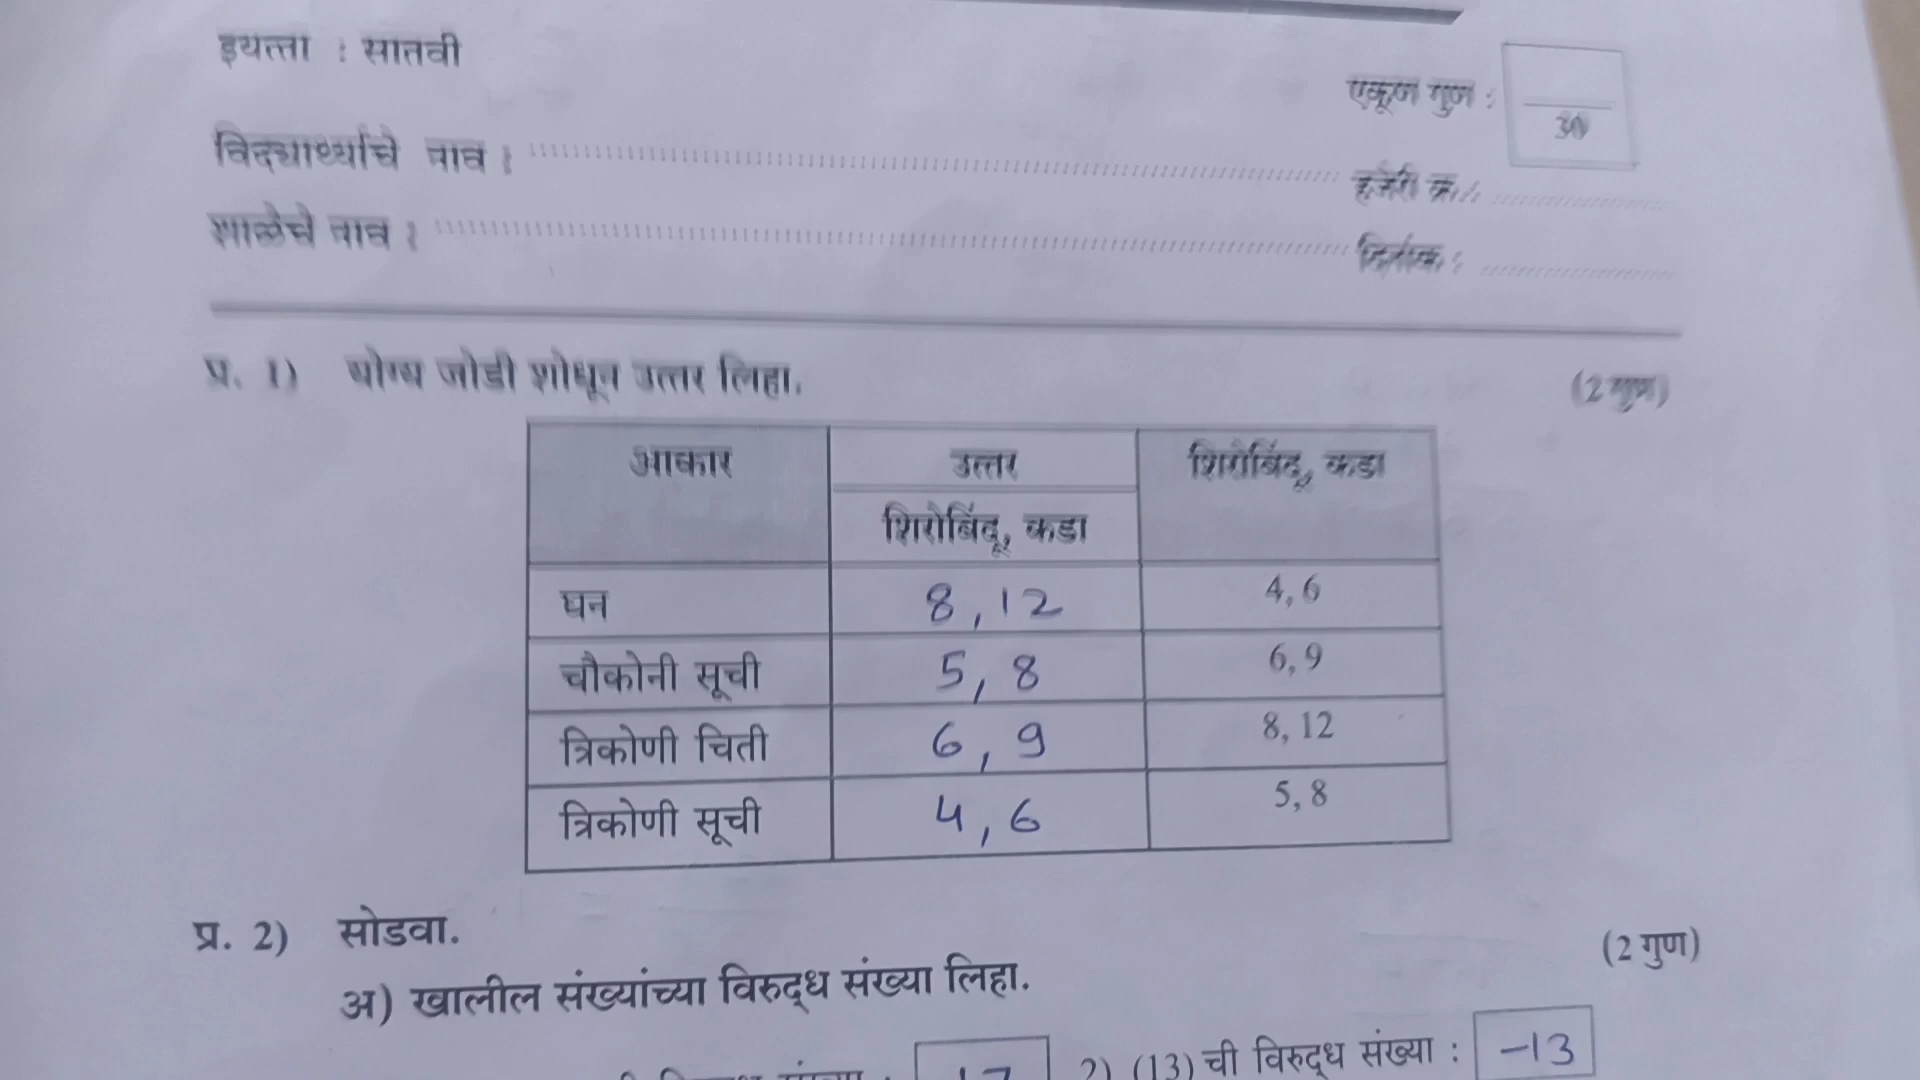 इयत्ता : सातवी
एकूण गुण :
30
विद्यार्थ्याचे नाव :
हजेरी क्र. :
शाळेचे नाव :
दिनांक :
प्र. 1) योग्य जोडी शोधून उत्तर लिहा. (2 गुण)
आकार उत्तर शिरोबिंदू, कडा
शिरोबिंदू, कडा
घन 8, 12 4, 6
चौकोनी सूची 5, 8 6, 9
त्रिकोणी चिती 6, 9 8, 12
त्रिकोणी सूची 4, 6 5, 8
प्र. 2) सोडवा. (2 गुण)
अ) खालील संख्यांच्या विरुद्ध संख्या लिहा.
2) (13) ची विरुद्ध संख्या : -13